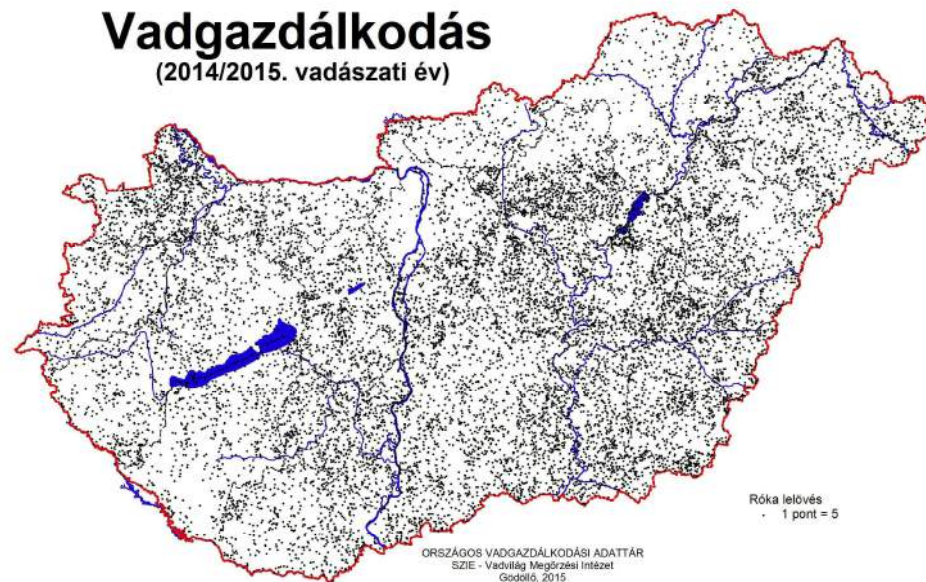 Vadgazdálkodás
(2014/2015. vadászati év)
Róka lelövés
1 pont = 5
ORSZÁGOS VADGAZDÁLKODÁSI ADATTÁR
SZIE - Vadvilág Megőrzési Intézet
Gödöllő, 2015